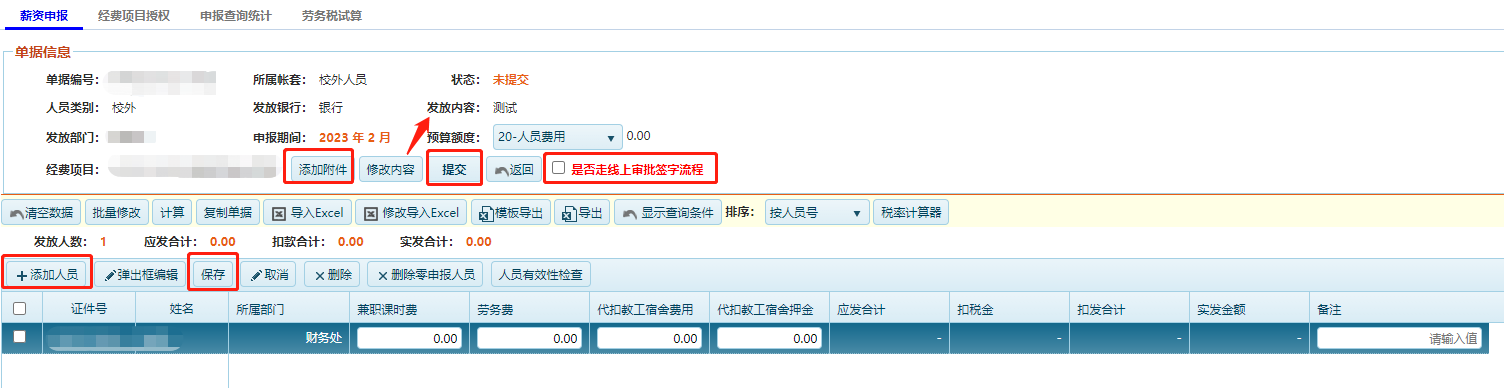 薪资申报 经费项目授权 申报查询统计 劳务税试算
单据信息
单据编号: 所属帐套: 校外人员 状态: 未提交
人员类别: 校外 发放银行: 银行 发放内容: 测试
发放部门: 申报期间: 2023 年 2 月 预算额度: 20-人员费用 0.00
经费项目: 添加附件 修改内容 提交 返回 是否走线上审批签字流程
清空数据 批量修改 计算 复制单据 导入Excel 修改导入Excel 模板导出 导出 显示查询条件 排序: 按人员号 税率计算器
发放人数: 1 应发合计: 0.00 扣款合计: 0.00 实发合计: 0.00
添加人员 弹出框编辑 保存 取消 删除 删除零申报人员 人员有效性检查
证件号 姓名 所属部门 兼职课时费 劳务费 代扣教工宿舍费用 代扣教工宿舍押金 应发合计 扣税金 扣发合计 实发金额 备注
财务处 0.00 0.00 0.00 0.00 - - - - 请输入值